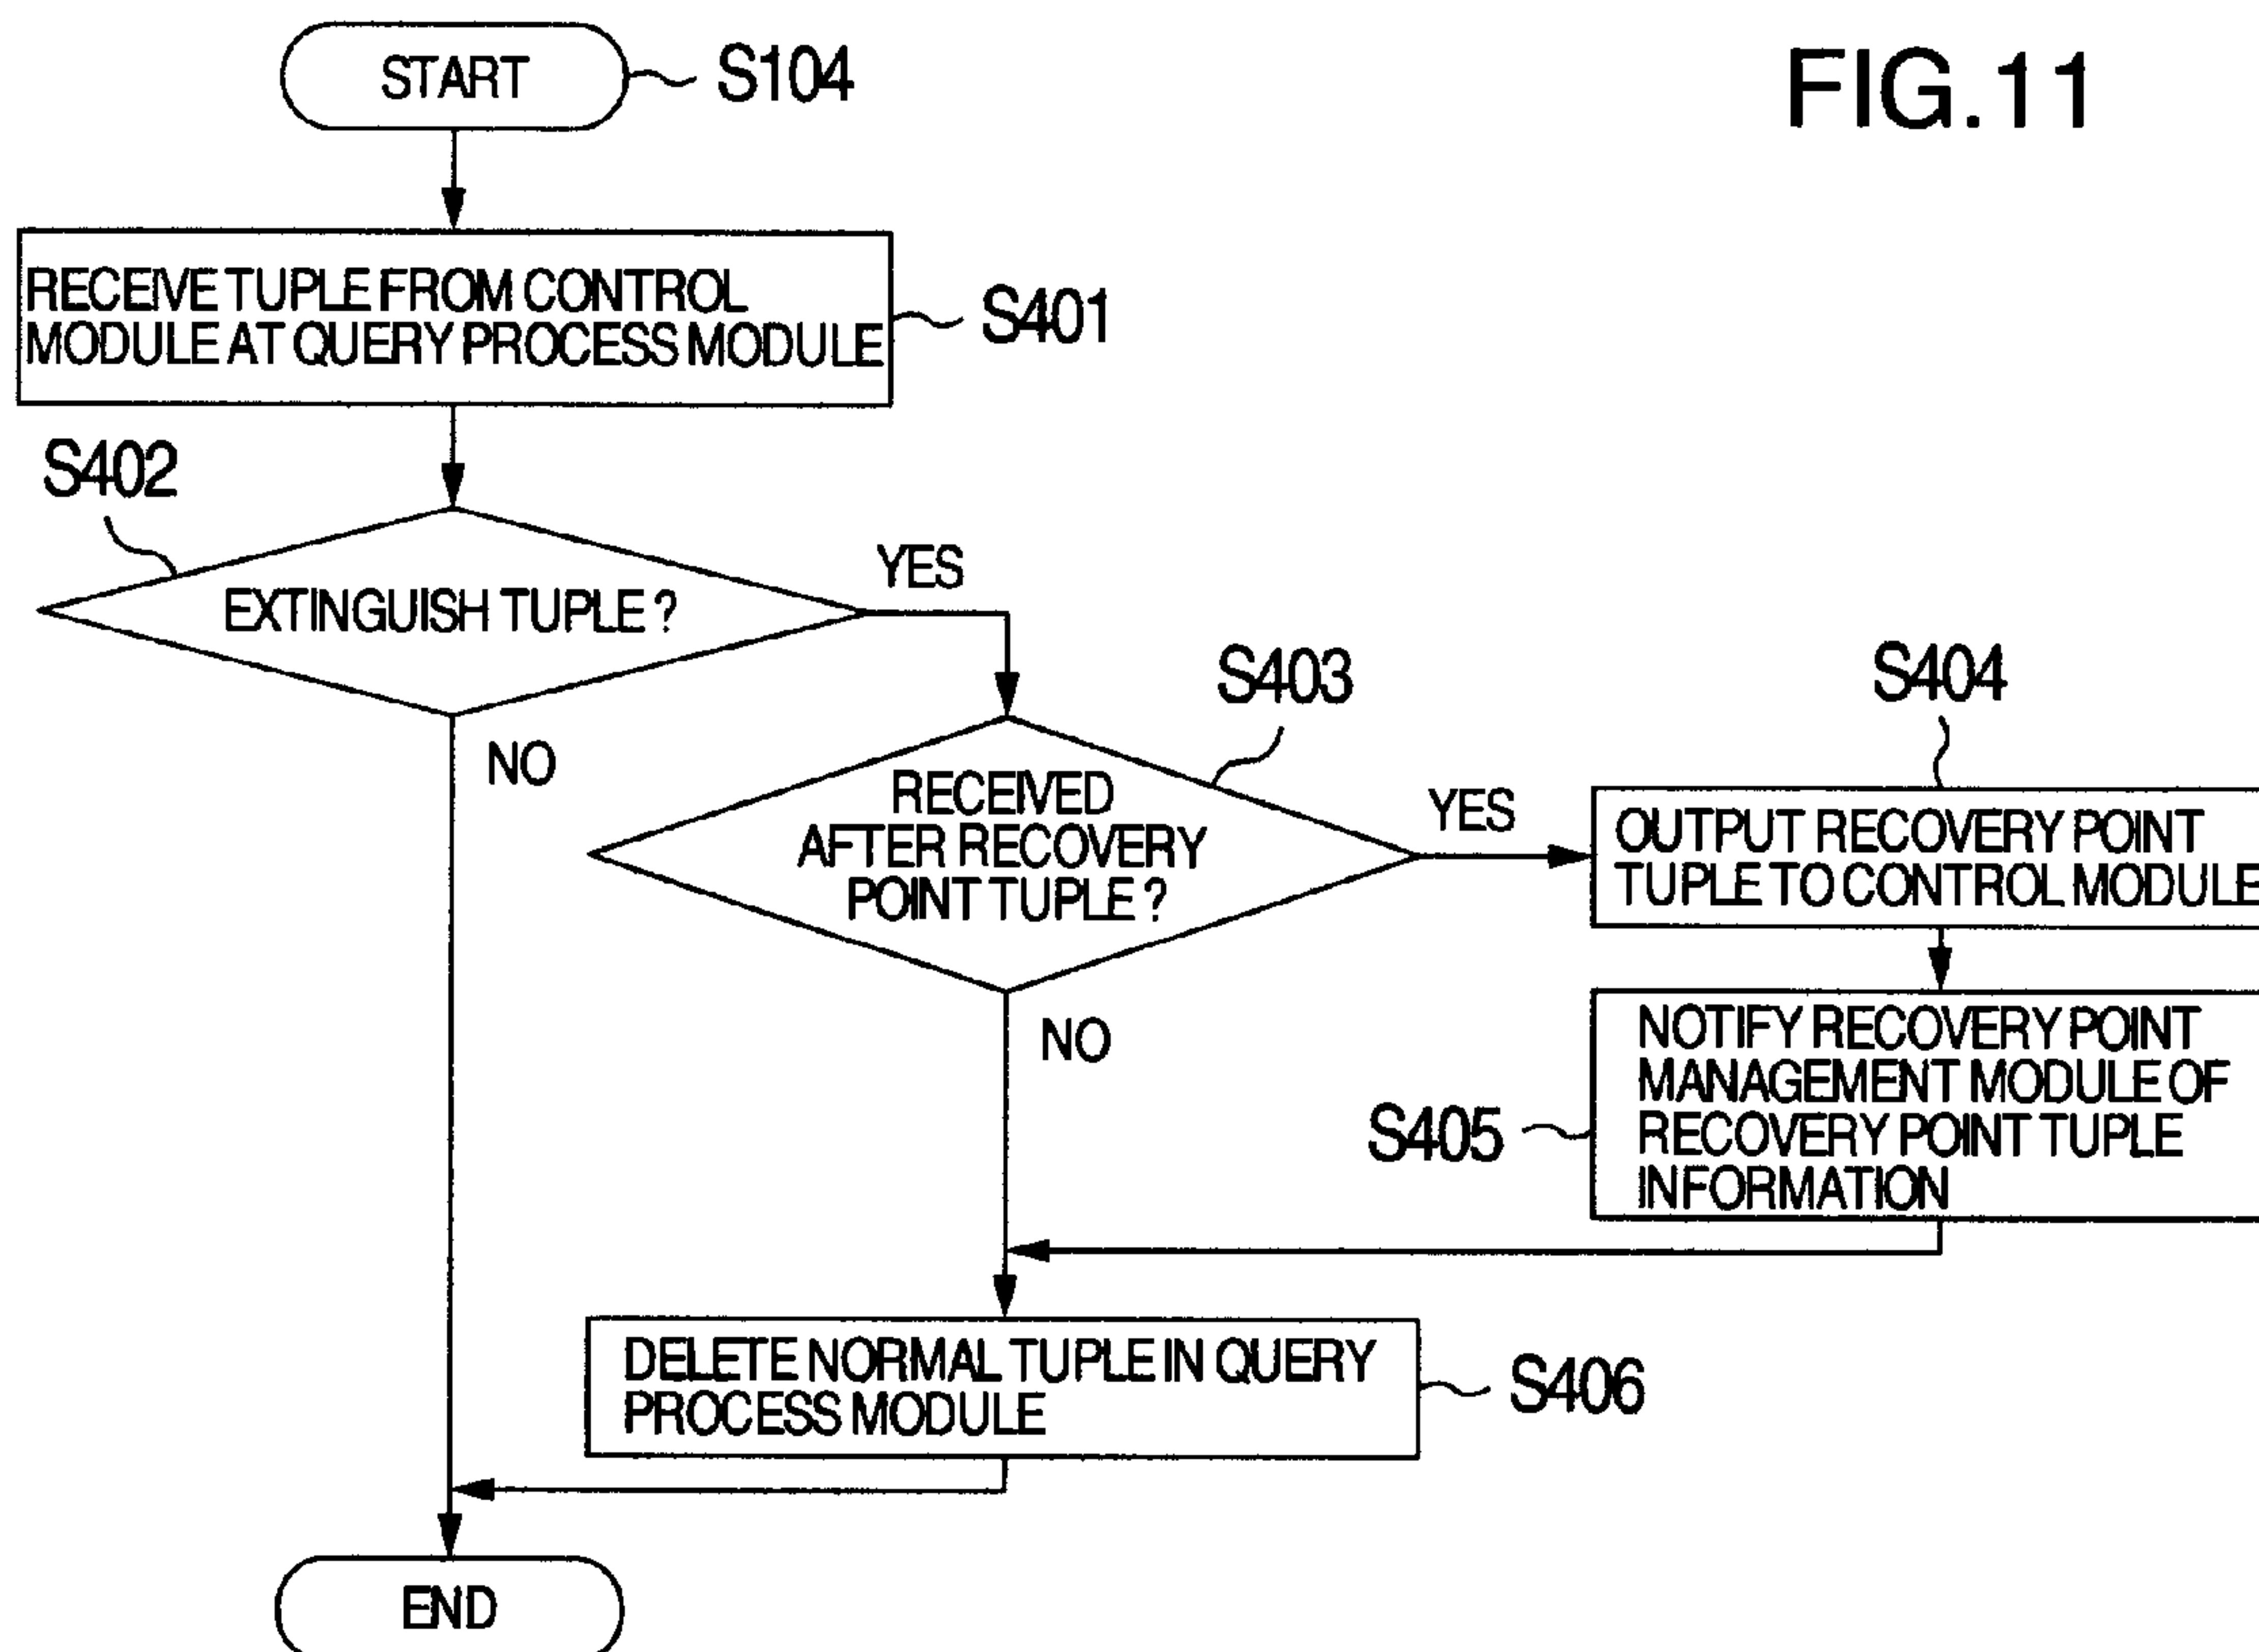 FIG.11
START
S104
RECEIVE TUPLE FROM CONTROL
MODULE AT QUERY PROCESS MODULE
S401
S402
EXTINGUISH TUPLE ?
YES
NO
S403
RECEIVED
AFTER RECOVERY
POINT TUPLE ?
YES
NO
S404
OUTPUT RECOVERY POINT
TUPLE TO CONTROL MODULE
S405
NOTIFY RECOVERY POINT
MANAGEMENT MODULE OF
RECOVERY POINT TUPLE
INFORMATION
DELETE NORMAL TUPLE IN QUERY
PROCESS MODULE
S406
END